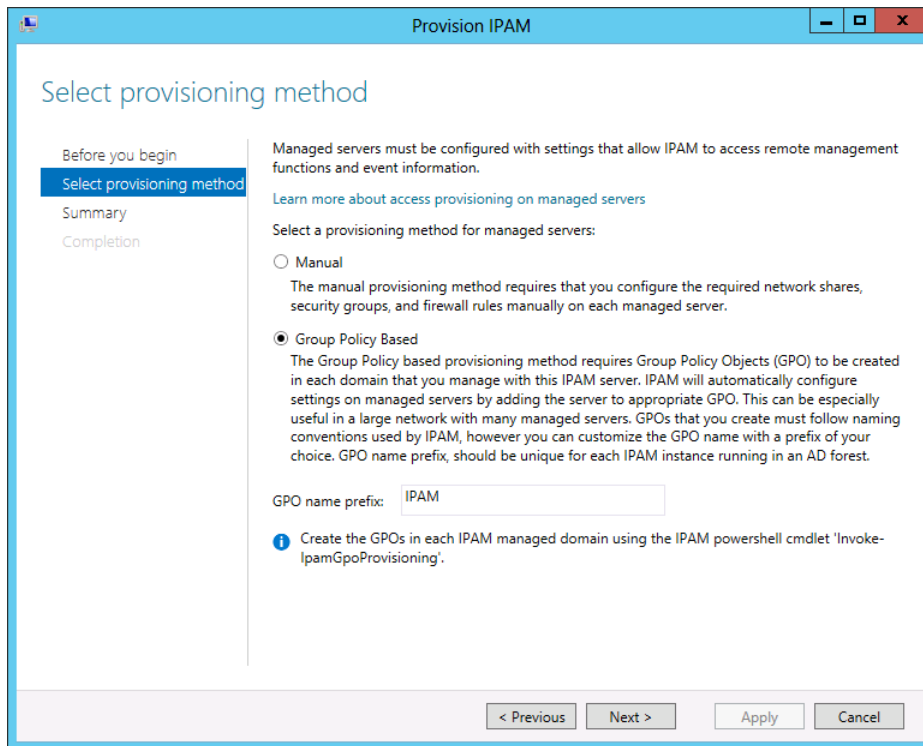 Provision IPAM
Select provisioning method
Before you begin
Select provisioning method
Summary
Completion
Managed servers must be configured with settings that allow IPAM to access remote management
functions and event information.
Learn more about access provisioning on managed servers
Select a provisioning method for managed servers:
Manual
The manual provisioning method requires that you configure the required network shares,
security groups, and firewall rules manually on each managed server.
Group Policy Based
The Group Policy based provisioning method requires Group Policy Objects (GPO) to be created
in each domain that you manage with this IPAM server. IPAM will automatically configure
settings on managed servers by adding the server to appropriate GPO. This can be especially
useful in a large network with many managed servers. GPOs that you create must follow naming
conventions used by IPAM, however you can customize the GPO name with a prefix of your
choice. GPO name prefix, should be unique for each IPAM instance running in an AD forest.
GPO name prefix: IPAM
Create the GPOs in each IPAM managed domain using the IPAM powershell cmdlet 'Invoke-
IpamGpoProvisioning'.
< Previous Next > Apply Cancel